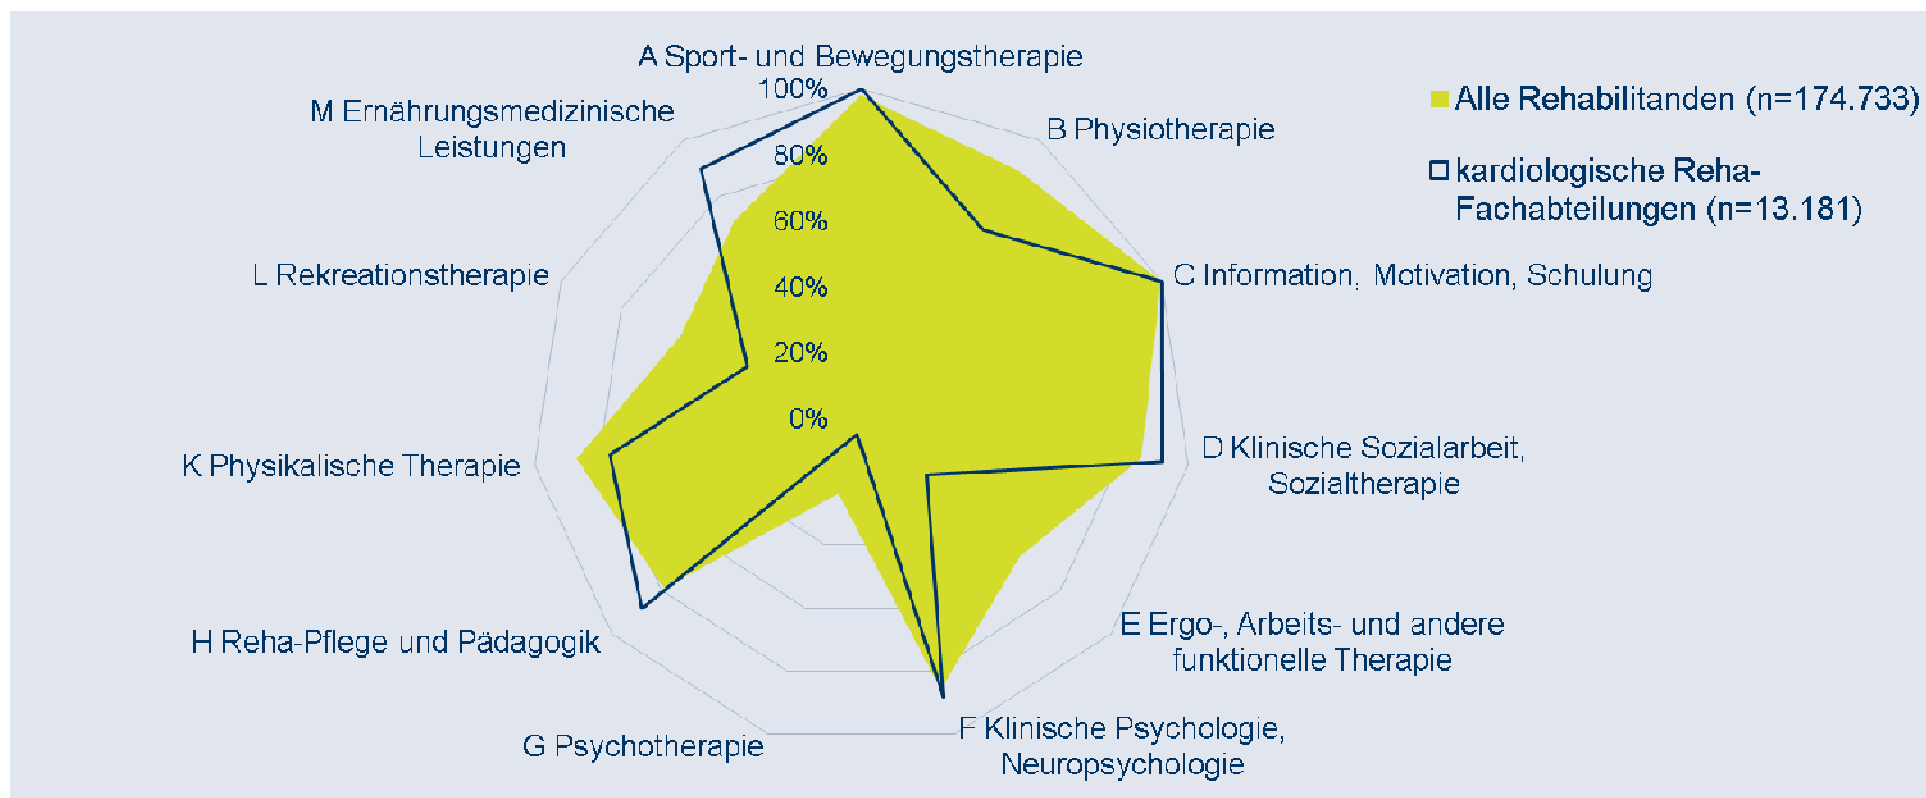 A Sport- und Bewegungstherapie
100%
80%
60%
40%
20%
0%
B Physiotherapie
C Information, Motivation, Schulung
D Klinische Sozialarbeit,
Sozialtherapie
E Ergo-, Arbeits- und andere
funktionelle Therapie
F Klinische Psychologie,
Neuropsychologie
G Psychotherapie
H Reha-Pflege und Pädagogik
K Physikalische Therapie
L Rekreationstherapie
M Ernährungsmedizinische
Leistungen
Alle Rehabilitanden (n=174.733)
kardiologische Reha-
Fachabteilungen (n=13.181)